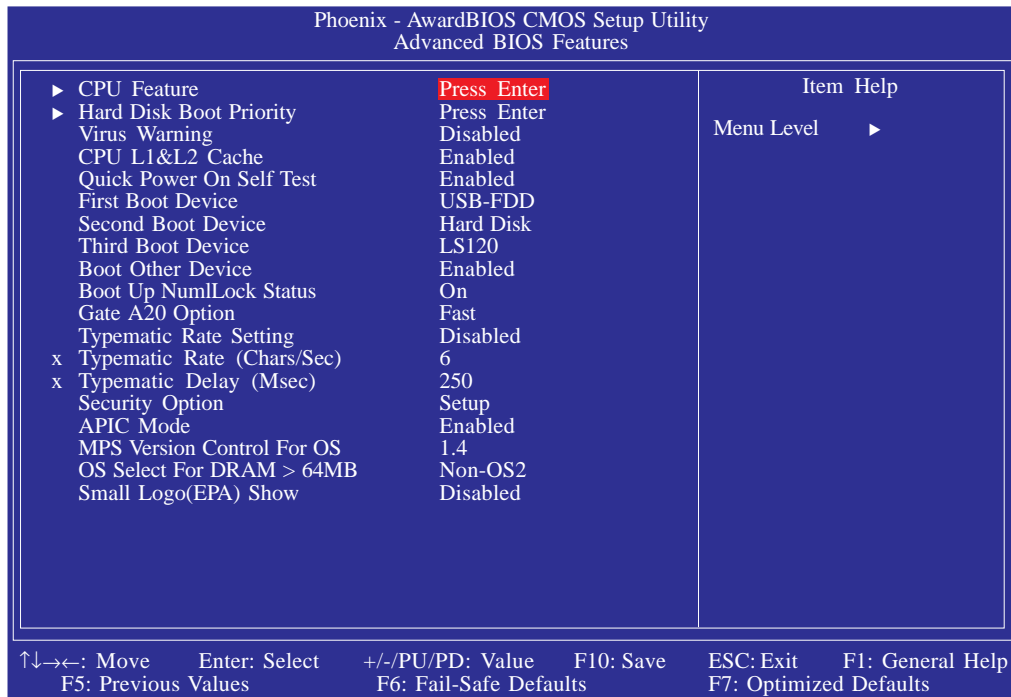 Phoenix - AwardBIOS CMOS Setup Utility
Advanced BIOS Features
▶ CPU Feature Press Enter
▶ Hard Disk Boot Priority Press Enter
Virus Warning Disabled
CPU L1&L2 Cache Enabled
Quick Power On Self Test Enabled
First Boot Device USB-FDD
Second Boot Device Hard Disk
Third Boot Device LS120
Boot Other Device Enabled
Boot Up NumlLock Status On
Gate A20 Option Fast
Typematic Rate Setting Disabled
x Typematic Rate (Chars/Sec) 6
x Typematic Delay (Msec) 250
Security Option Setup
APIC Mode Enabled
MPS Version Control For OS 1.4
OS Select For DRAM > 64MB Non-OS2
Small Logo(EPA) Show Disabled
Item Help
Menu Level ▶
↑↓→←: Move Enter: Select +/-/PU/PD: Value F10: Save ESC: Exit F1: General Help
F5: Previous Values F6: Fail-Safe Defaults F7: Optimized Defaults